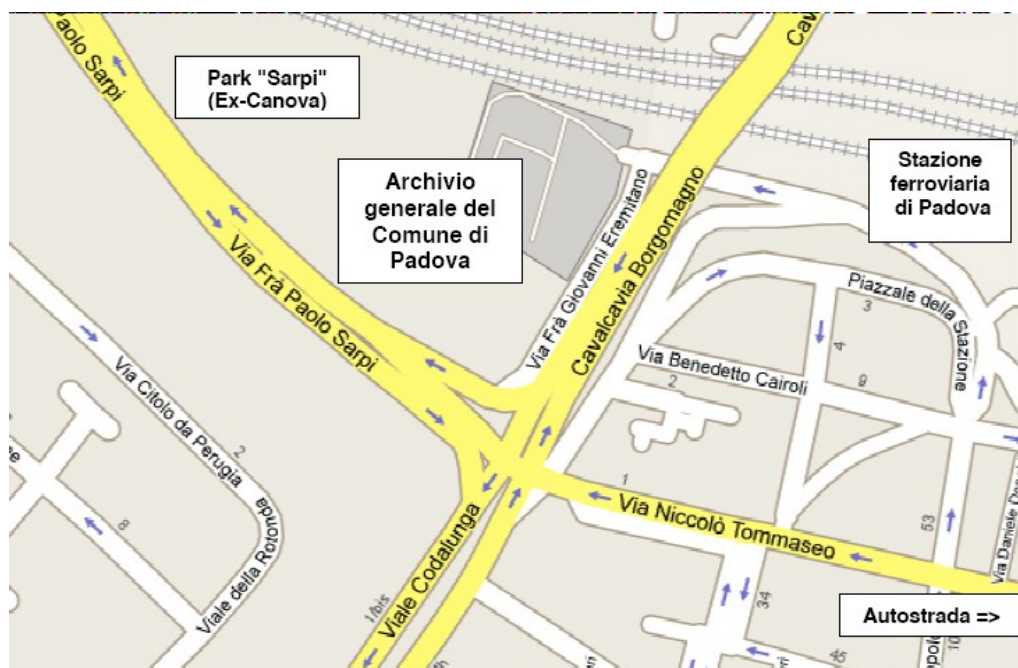 Paolo Sarpi
Park "Sarpi"
(Ex-Canova)
Archivio
generale del
Comune di
Padova
Stazione
ferroviaria
di Padova
Via Frà Giovanni Eremitano
Cavalcavia Borgomagno
Via Frà Paolo Sarpi
Piazzale della Stazione
3
4
Via Benedetto Cairoli
9
2
Via Citolo da Perugia
2
8
Viale della Rotonda
1
Via Niccolò Tommaseo
Viale Codalunga
1/bis
34
53
45
Autostrada =>